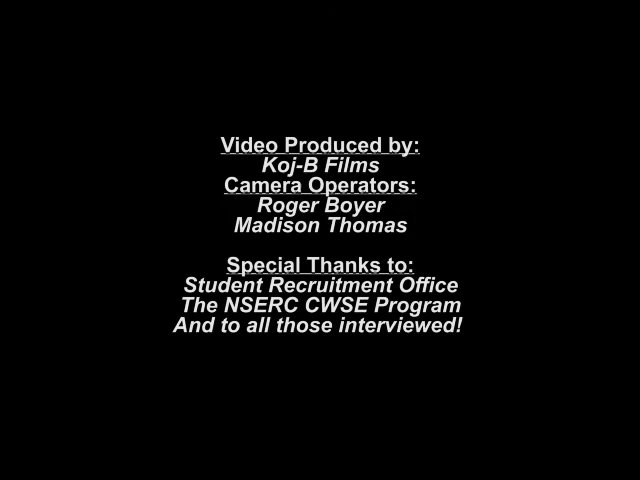 Video Produced by:
Koj-B Films
Camera Operators:
Roger Boyer
Madison Thomas
Special Thanks to:
Student Recruitment Office
The NSERC CWSE Program
And to all those interviewed!